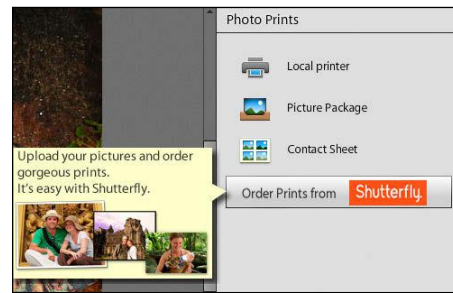 Photo Prints
Local printer
Picture Package
Contact Sheet
Order Prints from Shutterfly.
Upload your pictures and order
gorgeous prints.
It's easy with Shutterfly.